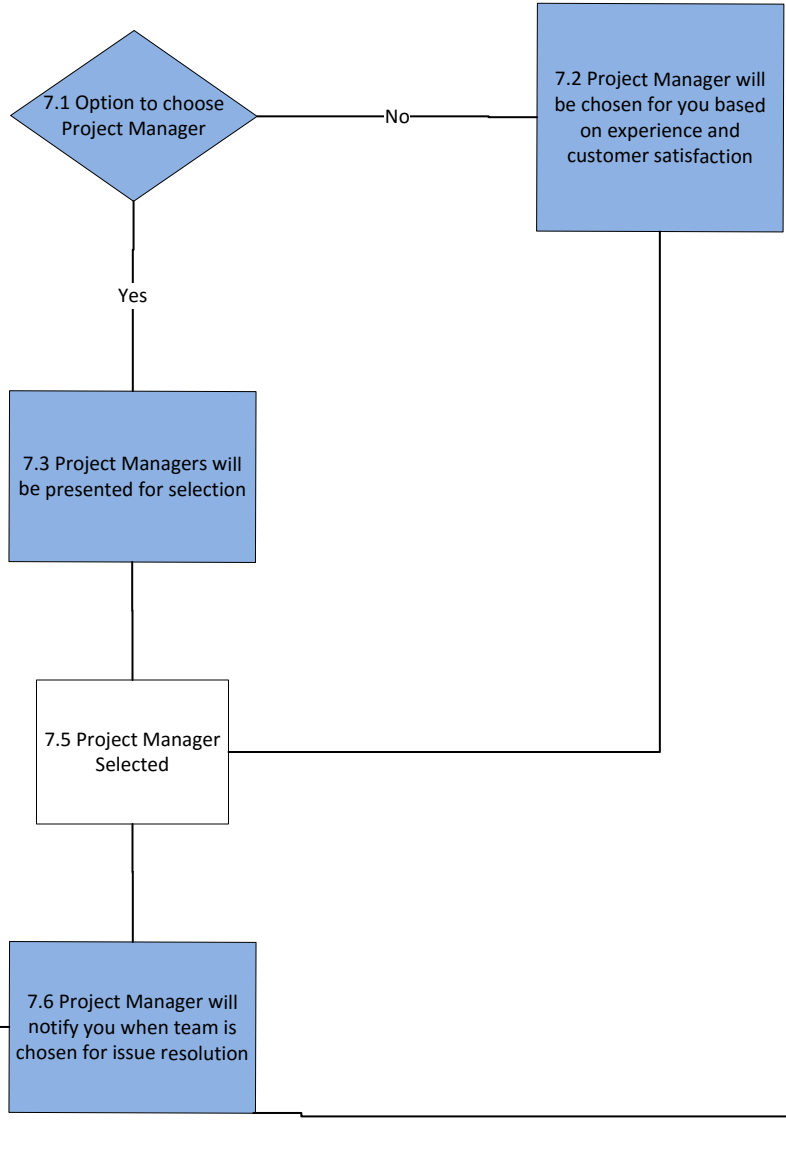 7.1 Option to choose
Project Manager
No
7.2 Project Manager will
be chosen for you based
on experience and
customer satisfaction
Yes
7.3 Project Managers will
be presented for selection
7.5 Project Manager
Selected
7.6 Project Manager will
notify you when team is
chosen for issue resolution